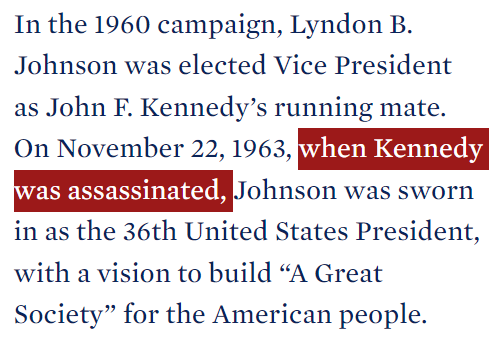 In the 1960 campaign, Lyndon B.
Johnson was elected Vice President
as John F. Kennedy’s running mate.
On November 22, 1963, when Kennedy
was assassinated, Johnson was sworn
in as the 36th United States President,
with a vision to build “A Great
Society” for the American people.